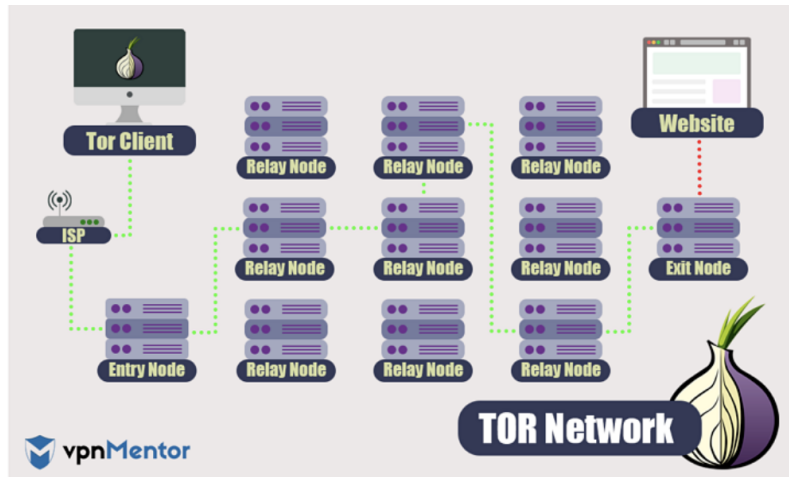 Tor Client
Website
Relay Node
Relay Node
Relay Node
ISP
Relay Node
Relay Node
Relay Node
Exit Node
Entry Node
Relay Node
Relay Node
Relay Node
TOR Network
vpnMentor